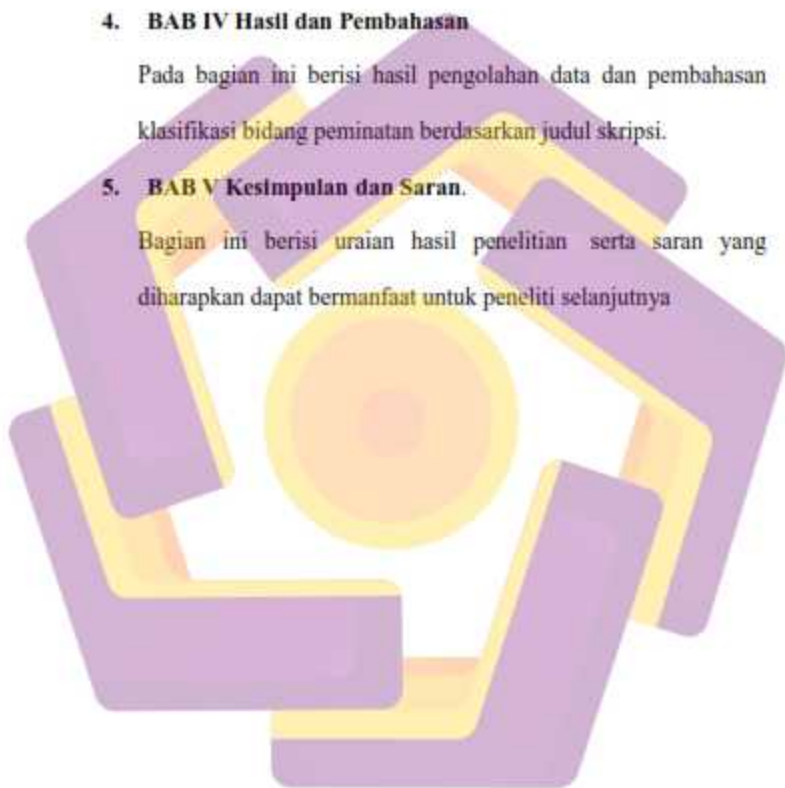 4. BAB IV Hasil dan Pembahasan
Pada bagian ini berisi hasil pengolahan data dan pembahasan
klasifikasi bidang peminatan berdasarkan judul skripsi.
5. BAB V Kesimpulan dan Saran.
Bagian ini berisi uraian hasil penelitian serta saran yang
diharapkan dapat bermanfaat untuk peneliti selanjutnya